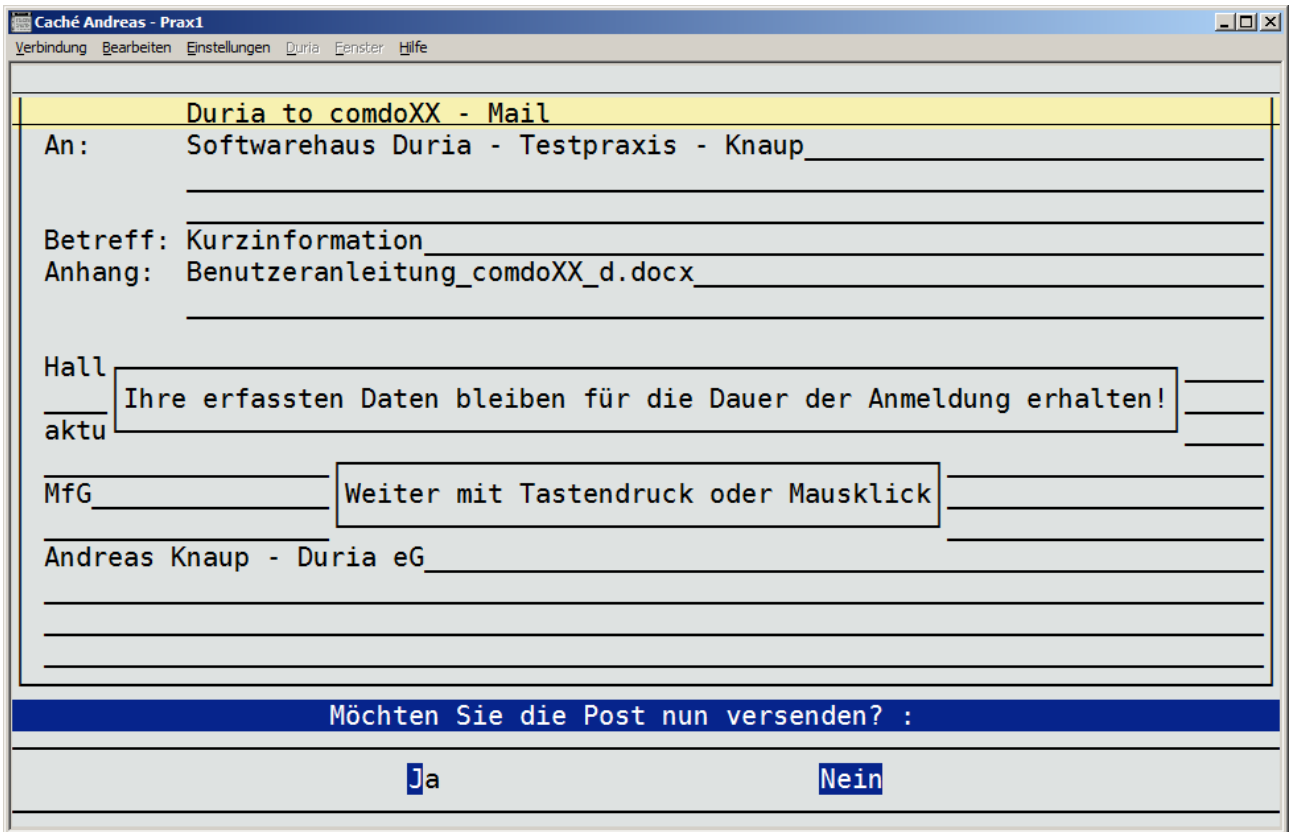 Caché Andreas - Prax1
Verbindung Bearbeiten Einstellungen Duria Fenster Hilfe
Duria to comdoXX - Mail
An: Softwarehaus Duria - Testpraxis - Knaup
Betreff: Kurzinformation
Anhang: Benutzeranleitung_comdoXX_d.docx
Hall
Ihre erfassten Daten bleiben für die Dauer der Anmeldung erhalten!
aktu
MfG
Weiter mit Tastendruck oder Mausklick
Andreas Knaup - Duria eG
Möchten Sie die Post nun versenden? :
Ja Nein